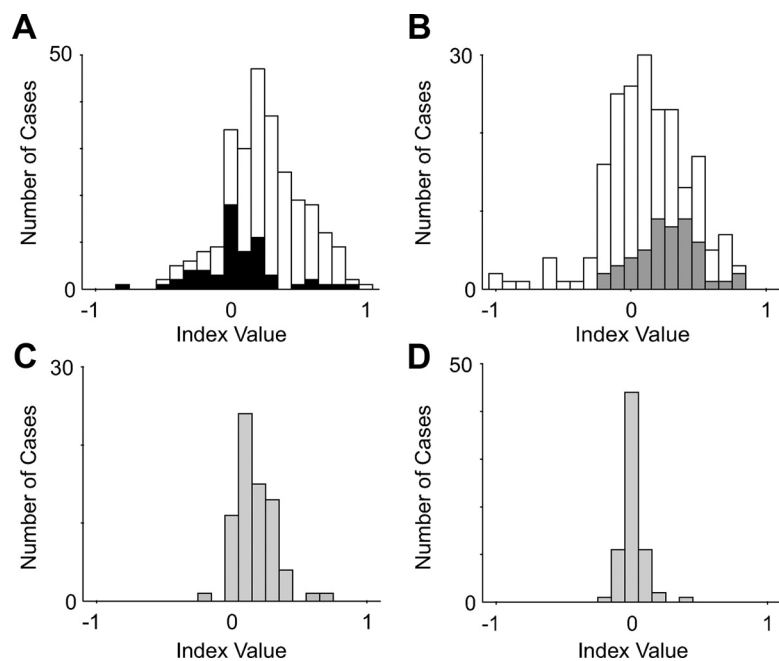 A
50
Number of Cases
0
-1
0
1
Index Value
B
30
Number of Cases
0
-1
0
1
Index Value
C
30
Number of Cases
0
-1
0
1
Index Value
D
50
Number of Cases
0
-1
0
1
Index Value